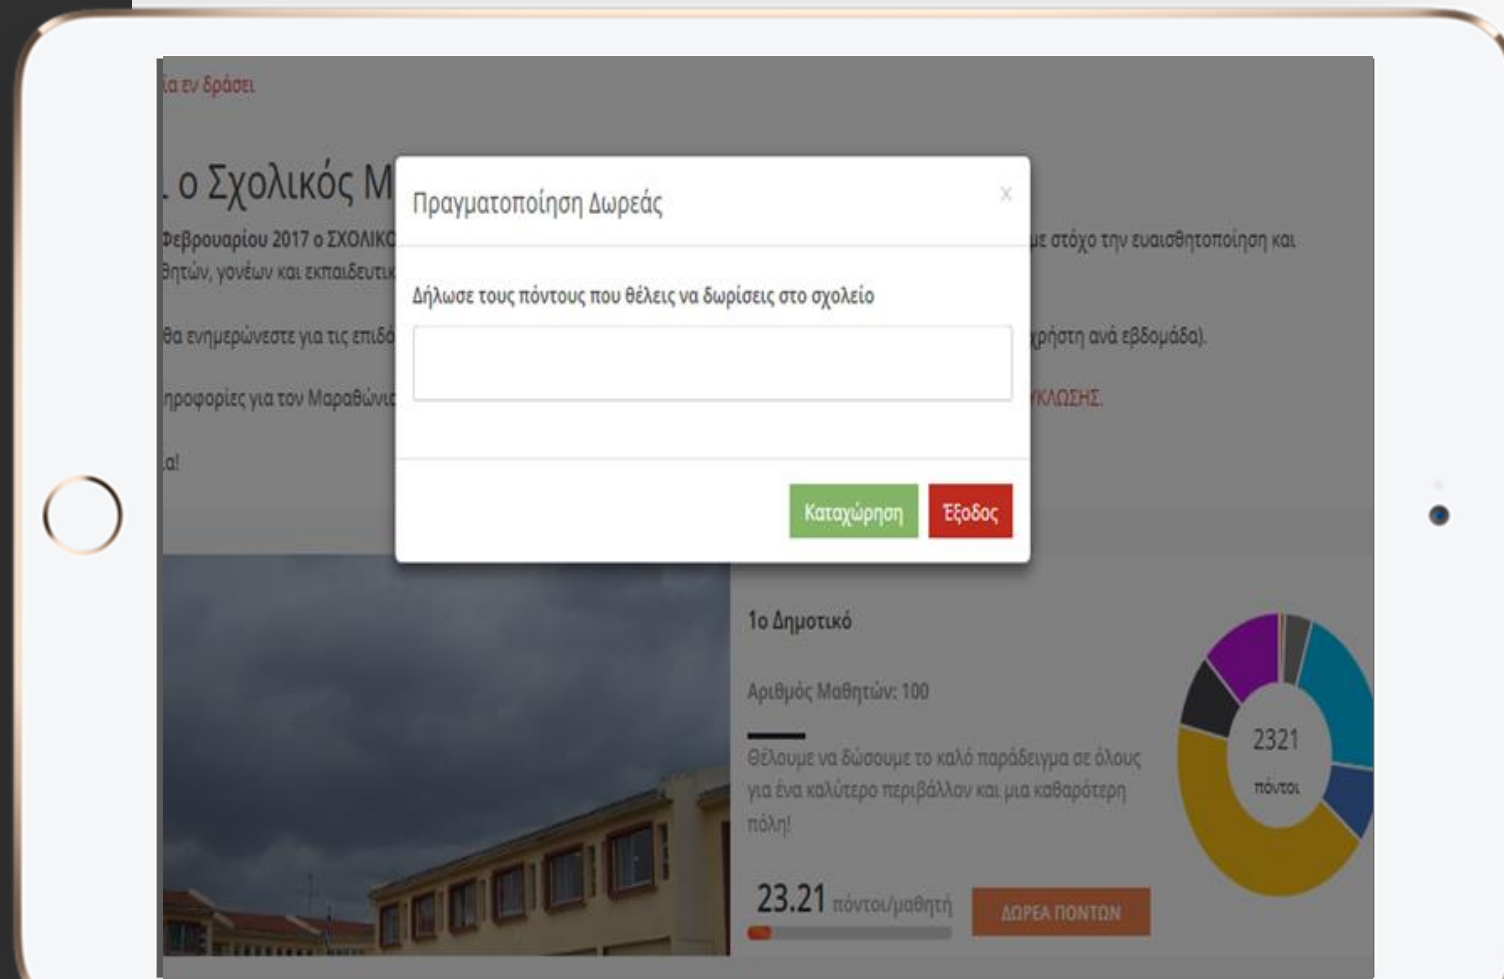 ία εν δράσει
ο Σχολικός Μ
Φεβρουαρίου 2017 ο ΣΧΟΛΙΚΟ
με στόχο την ευαισθητοποίηση και
θητών, γονέων και εκπαιδευτικ
θα ενημερώνεστε για τις επιδό
χρήστη ανά εβδομάδα).
ηροφορίες για τον Μαραθώνιο
ΥΚΛΩΣΗΣ.
α!
Πραγματοποίηση Δωρεάς
×
Δήλωσε τους πόντους που θέλεις να δωρίσεις στο σχολείο
Καταχώρηση
Έξοδος
1ο Δημοτικό
Αριθμός Μαθητών: 100
Θέλουμε να δώσουμε το καλό παράδειγμα σε όλους
για ένα καλύτερο περιβάλλον και μια καθαρότερη
πόλη!
23.21 πόντοι/μαθητή
ΔΩΡΕΑ ΠΟΝΤΩΝ
2321
πόντοι